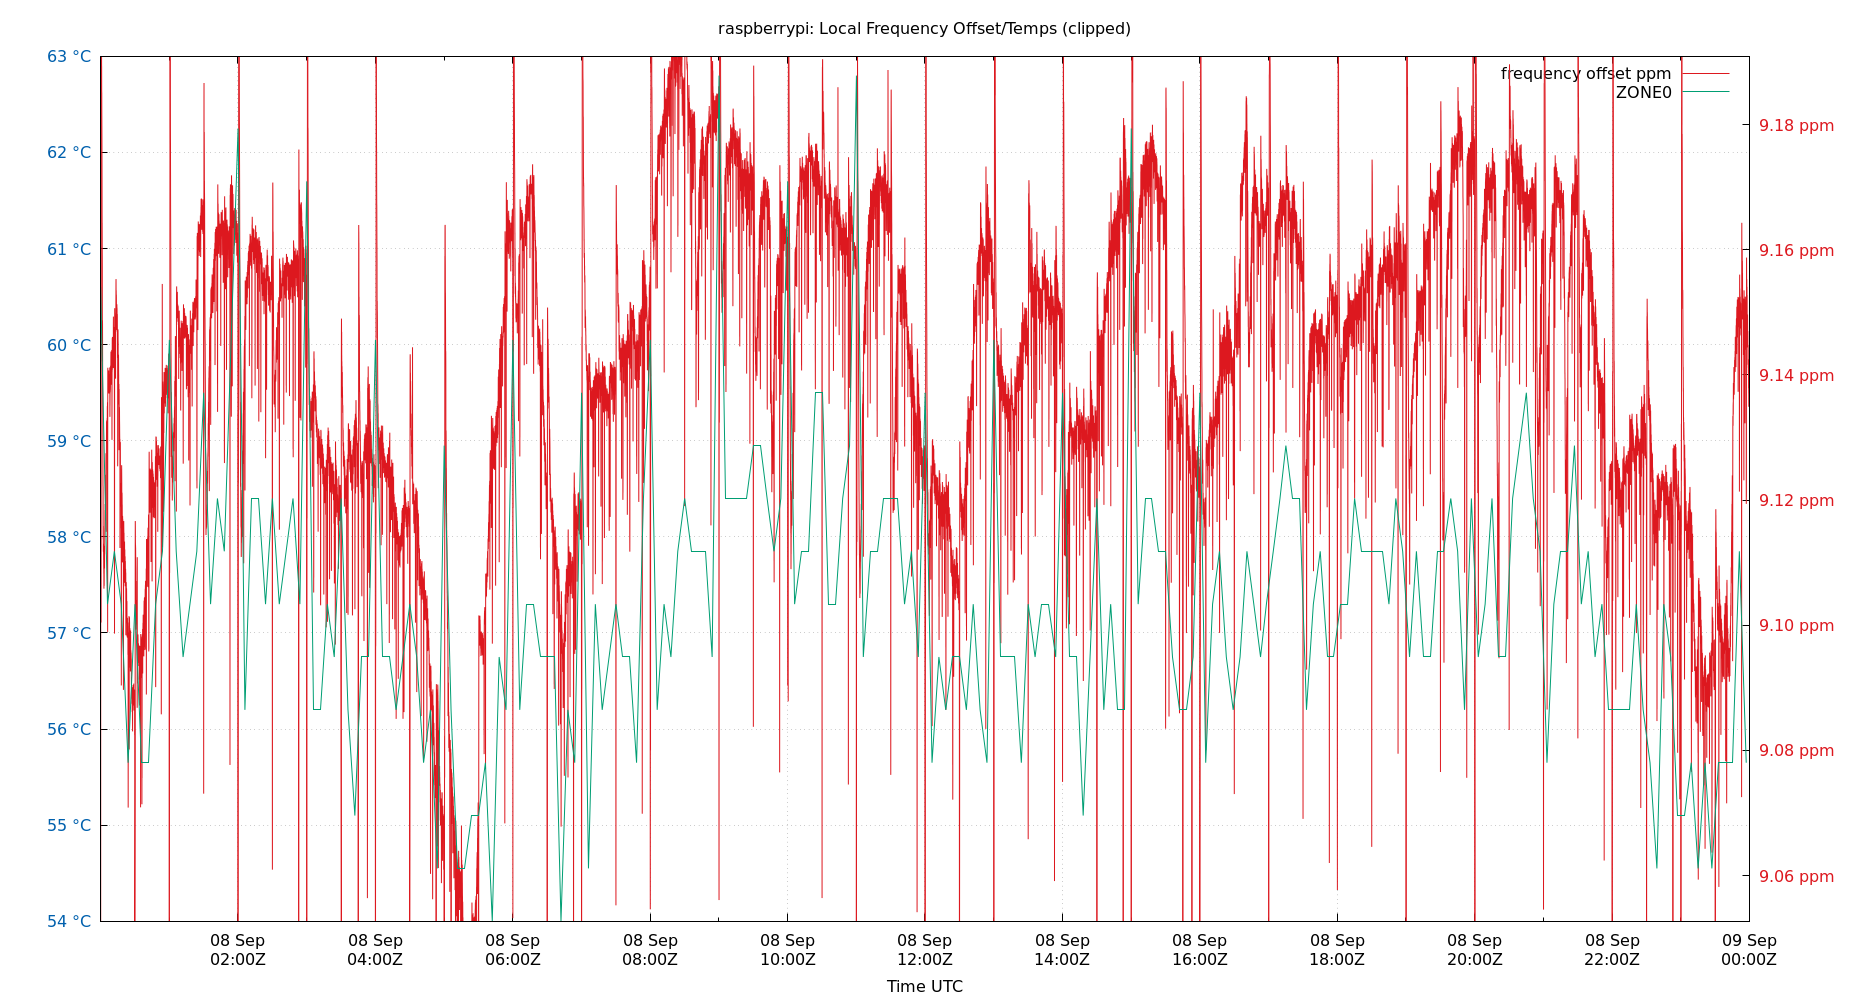 raspberrypi: Local Frequency Offset/Temps (clipped)
63 °C
62 °C
61 °C
60 °C
59 °C
58 °C
57 °C
56 °C
55 °C
54 °C
frequency offset ppm
ZONE0
9.18 ppm
9.16 ppm
9.14 ppm
9.12 ppm
9.10 ppm
9.08 ppm
9.06 ppm
08 Sep 08 Sep 08 Sep 08 Sep 08 Sep 08 Sep 08 Sep 08 Sep 08 Sep 08 Sep 08 Sep 09 Sep
02:00Z 04:00Z 06:00Z 08:00Z 10:00Z 12:00Z 14:00Z 16:00Z 18:00Z 20:00Z 22:00Z 00:00Z
Time UTC